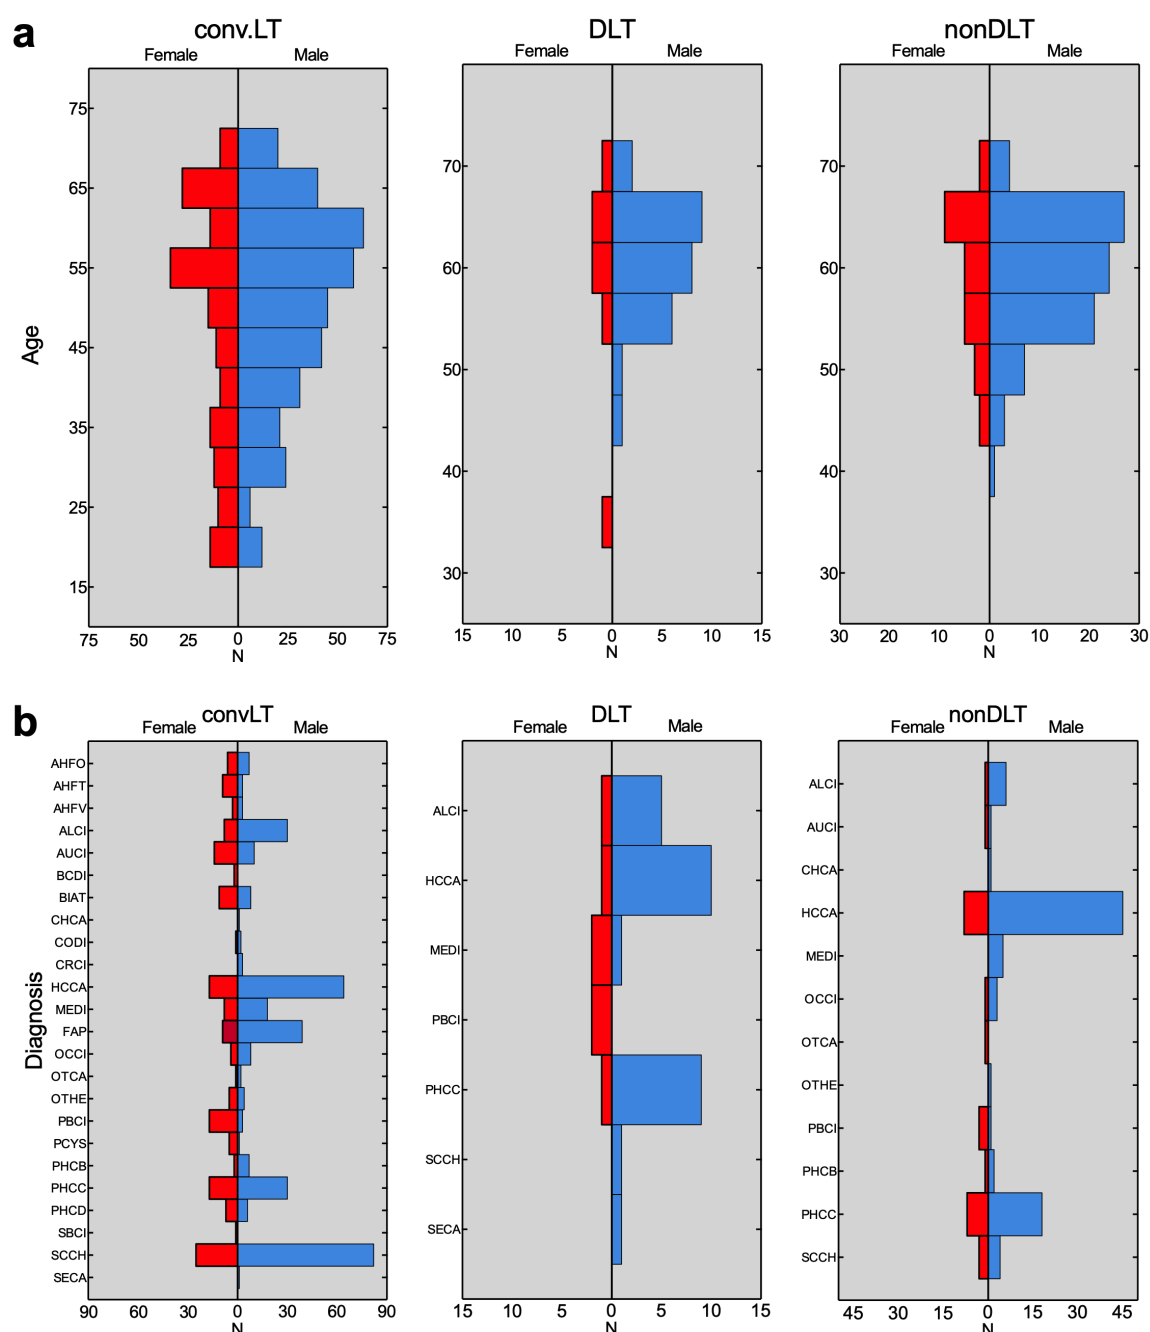 a
conv.LT
DLT
nonDLT
Female Male
Female Male
Female Male
Age
75
65
55
45
35
25
15
75 50 25 0 25 50 75
N
70
60
50
40
30
15 10 5 0 5 10 15
N
70
60
50
40
30
30 20 10 0 10 20 30
N
b
convLT
DLT
nonDLT
Female Male
Female Male
Female Male
Diagnosis
AHFO
AHFT
AHFV
ALCI
AUCI
BCDI
BIAT
CHCA
CODI
CRCI
HCCA
MEDI
FAP
OCCI
OTCA
OTHE
PBCI
PCYS
PHCB
PHCC
PHCD
SBCI
SCCH
SECA
90 60 30 0 30 60 90
N
ALCI
HCCA
MEDI
PBCI
PHCC
SCCH
SECA
15 10 5 0 5 10 15
N
ALCI
AUCI
CHCA
HCCA
MEDI
OCCI
OTCA
OTHE
PBCI
PHCB
PHCC
SCCH
45 30 15 0 15 30 45
N